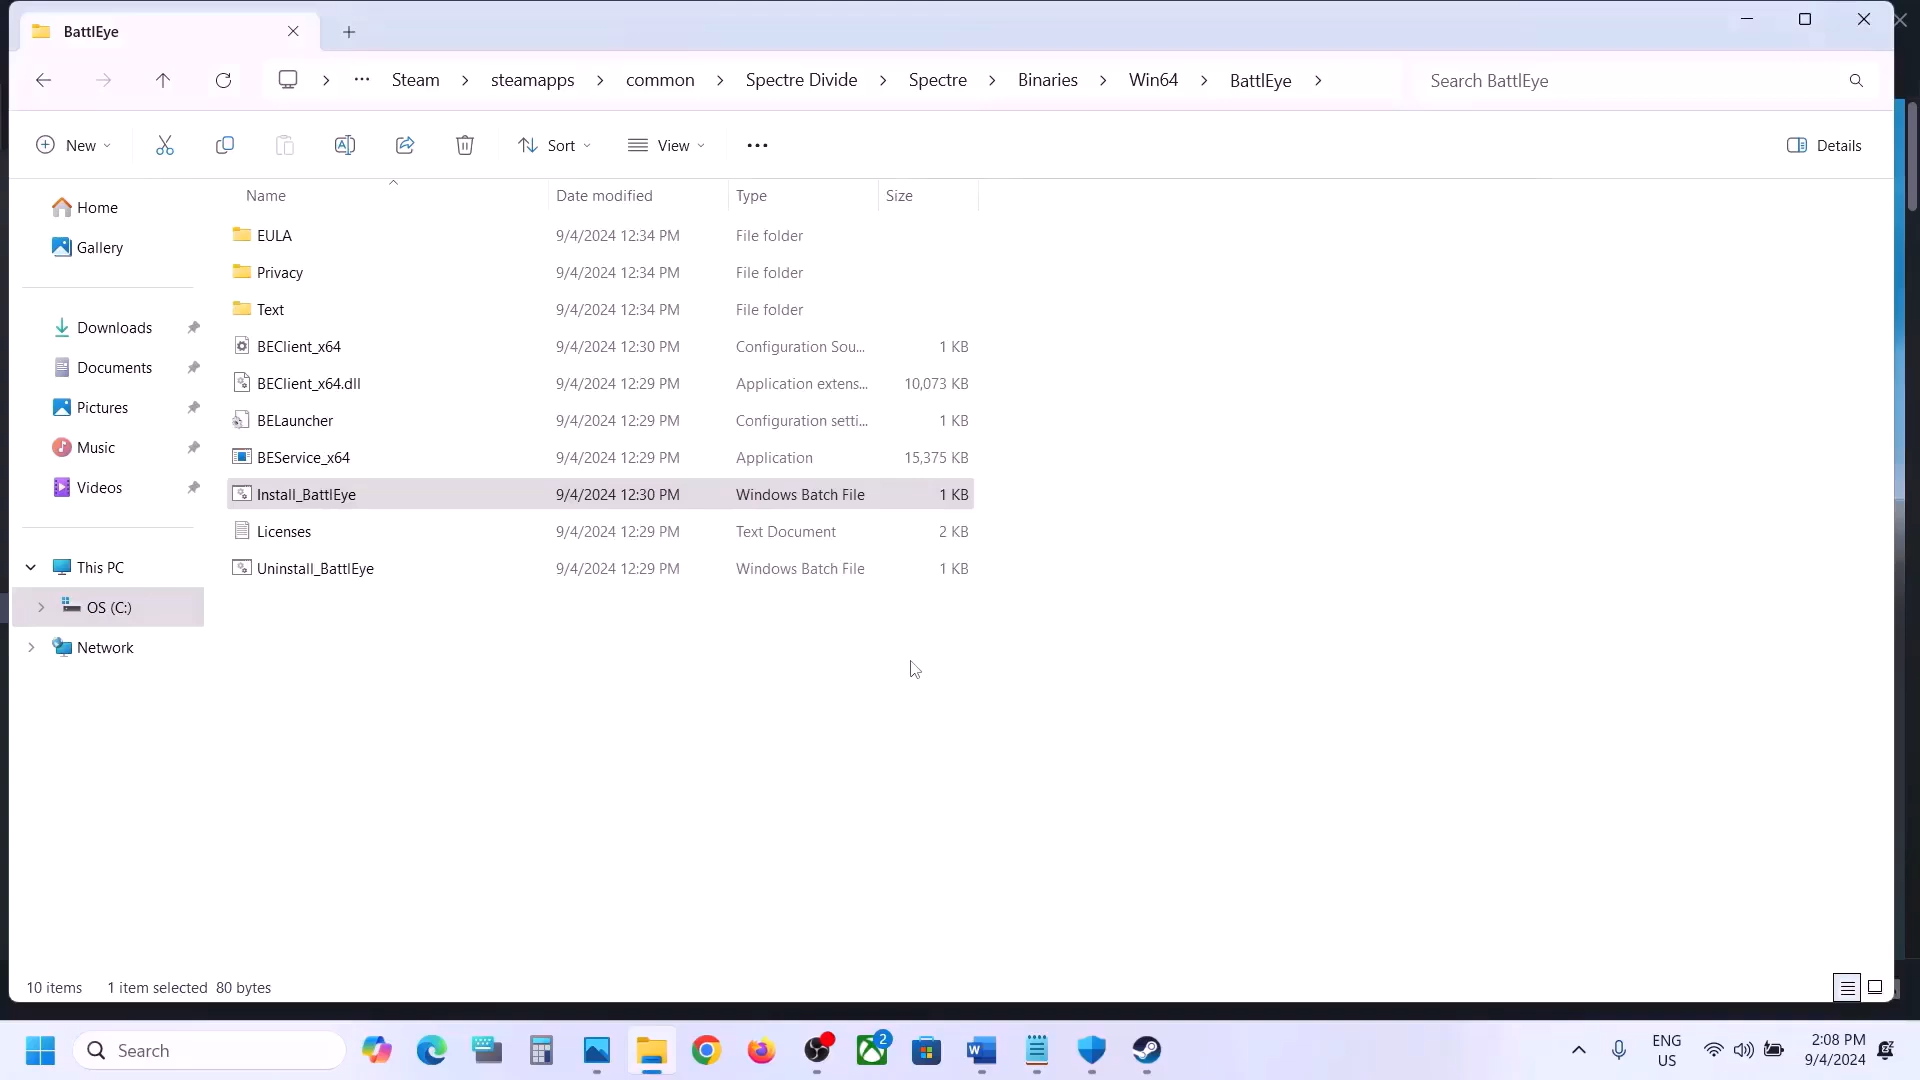 BattlEye
Steam steamapps common Spectre Divide Spectre Binaries Win64 BattlEye Search BattlEye
New Sort View Details
Name Date modified Type Size
Home
Gallery
Downloads
Documents
Pictures
Music
Videos
This PC
OS (C:)
Network
EULA 9/4/2024 12:34 PM File folder
Privacy 9/4/2024 12:34 PM File folder
Text 9/4/2024 12:34 PM File folder
BEClient_x64 9/4/2024 12:30 PM Configuration Sou... 1 KB
BEClient_x64.dll 9/4/2024 12:29 PM Application extens... 10,073 KB
BELauncher 9/4/2024 12:29 PM Configuration setti... 1 KB
BEService_x64 9/4/2024 12:29 PM Application 15,375 KB
Install_BattlEye 9/4/2024 12:30 PM Windows Batch File 1 KB
Licenses 9/4/2024 12:29 PM Text Document 2 KB
Uninstall_BattlEye 9/4/2024 12:29 PM Windows Batch File 1 KB
10 items 1 item selected 80 bytes
Search 2 ENG 2:08 PM
US 9/4/2024